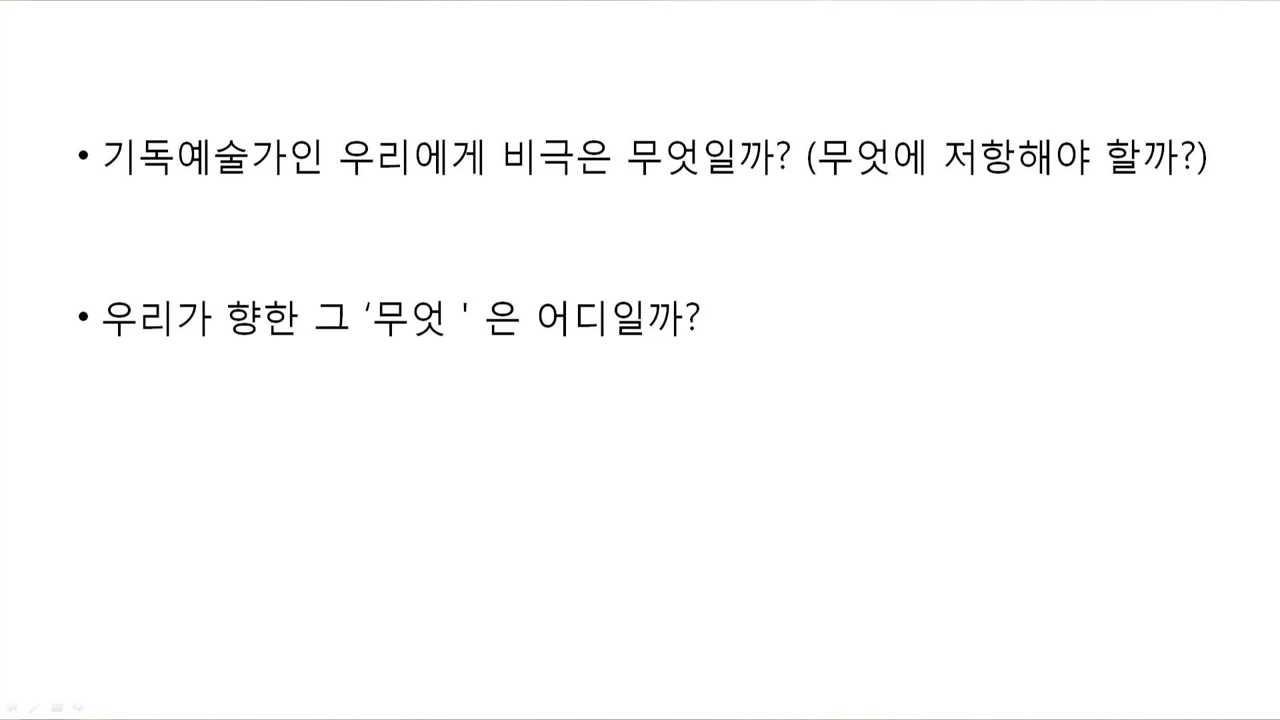 • 기독예술가인 우리에게 비극은 무엇일까? (무엇에 저항해야 할까?)
• 우리가 향한 그 ‘무엇 ' 은 어디일까?